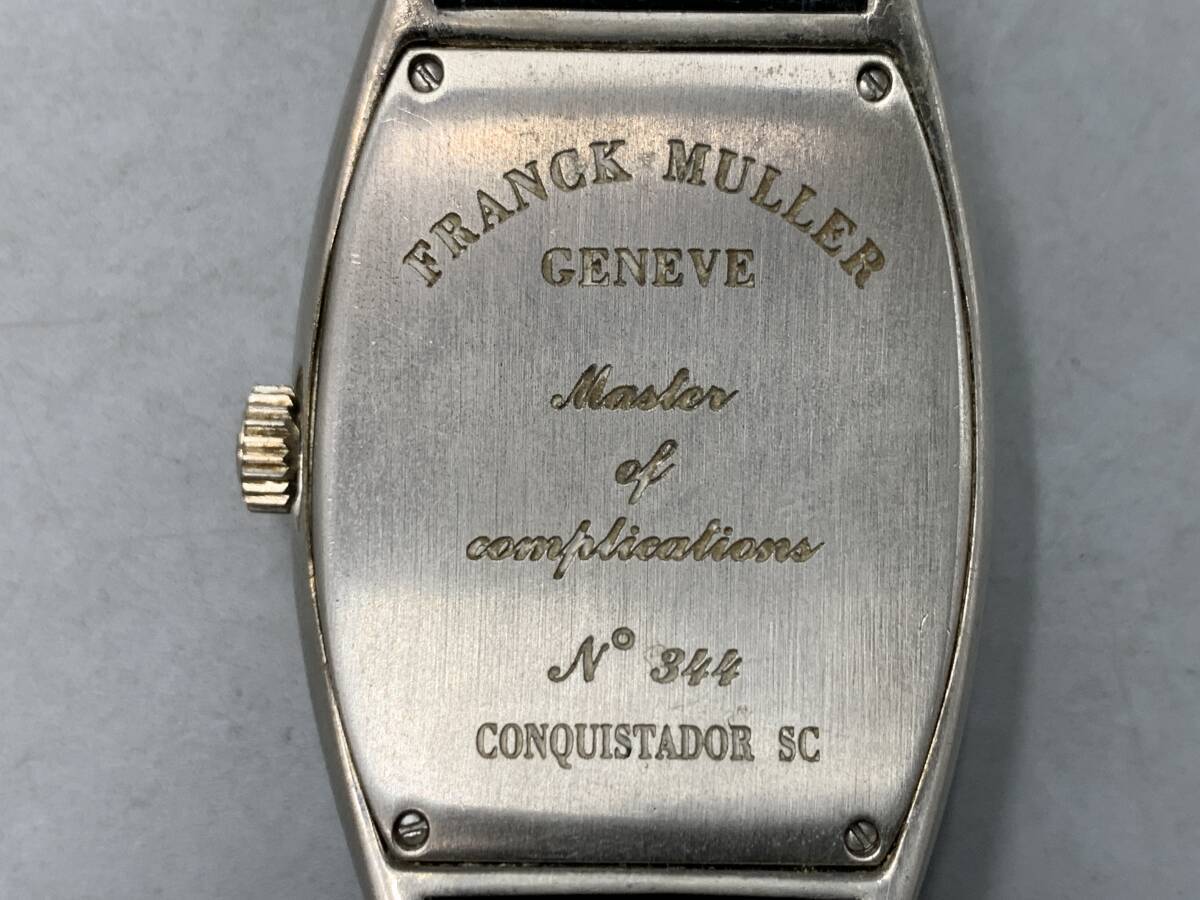 FRANCK MULLER
GENEVE
Master
of
complications
N° 344
CONQUISTADOR SC